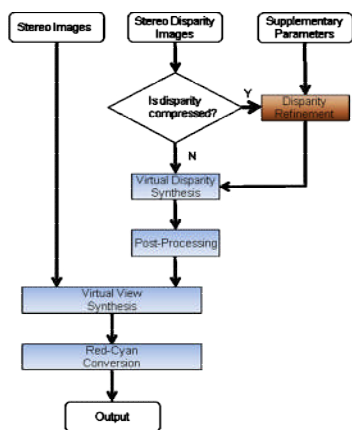 Stereo Images
Stereo Disparity
Images
Supplementary
Parameters
Is disparity
compressed?
Y
Disparity
Refinement
N
Virtual Disparity
Synthesis
Post-Processing
Virtual View
Synthesis
Red-Cyan
Conversion
Output